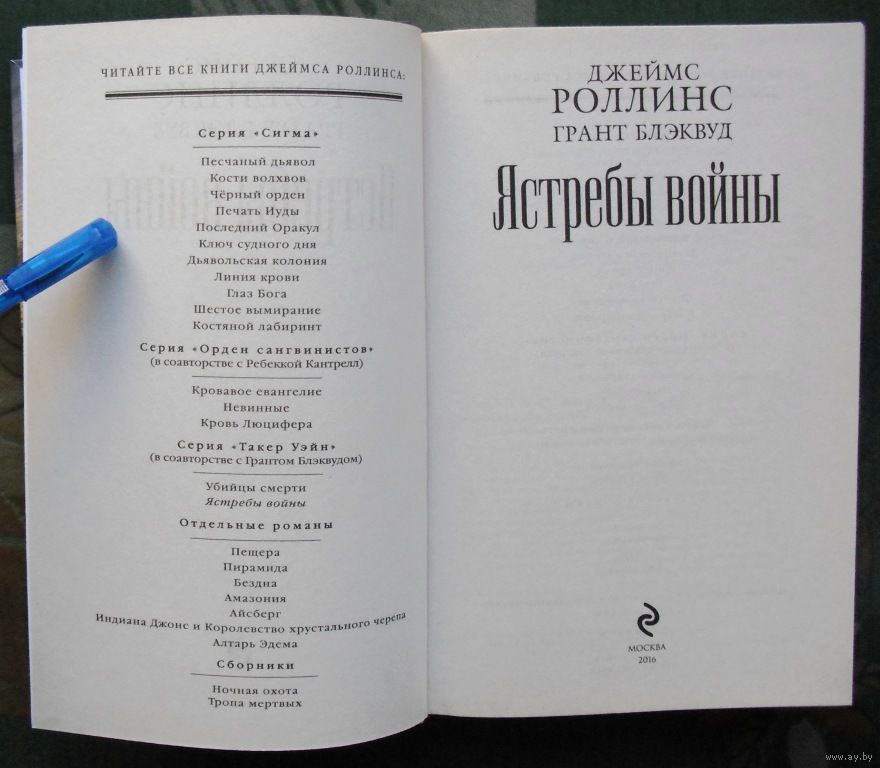 ЧИТАЙТЕ ВСЕ КНИГИ ДЖЕЙМСА РОЛЛИНСА:
Серия «Сигма»
Песчаный дьявол
Кости волхвов
Чёрный орден
Печать Иуды
Последний Оракул
Ключ судного дня
Дьявольская колония
Линия крови
Глаз Бога
Шестое вымирание
Костяной лабиринт
Серия «Орден сангвинистов»
(в соавторстве с Ребеккой Кантрелл)
Кровавое евангелие
Невинные
Кровь Люцифера
Серия «Такер Уэйн»
(в соавторстве с Грантом Блэквудом)
Убийцы смерти
Ястребы войны
Отдельные романы
Пещера
Пирамида
Бездна
Амазония
Айсберг
Индиана Джонс и Королевство хрустального черепа
Алтарь Эдема
Сборники
Ночная охота
Тропа мертвых
ДЖЕЙМС
РОЛЛИНС
ГРАНТ БЛЭКВУД
Ястребы войны
МОСКВА
2016
www.ay.by